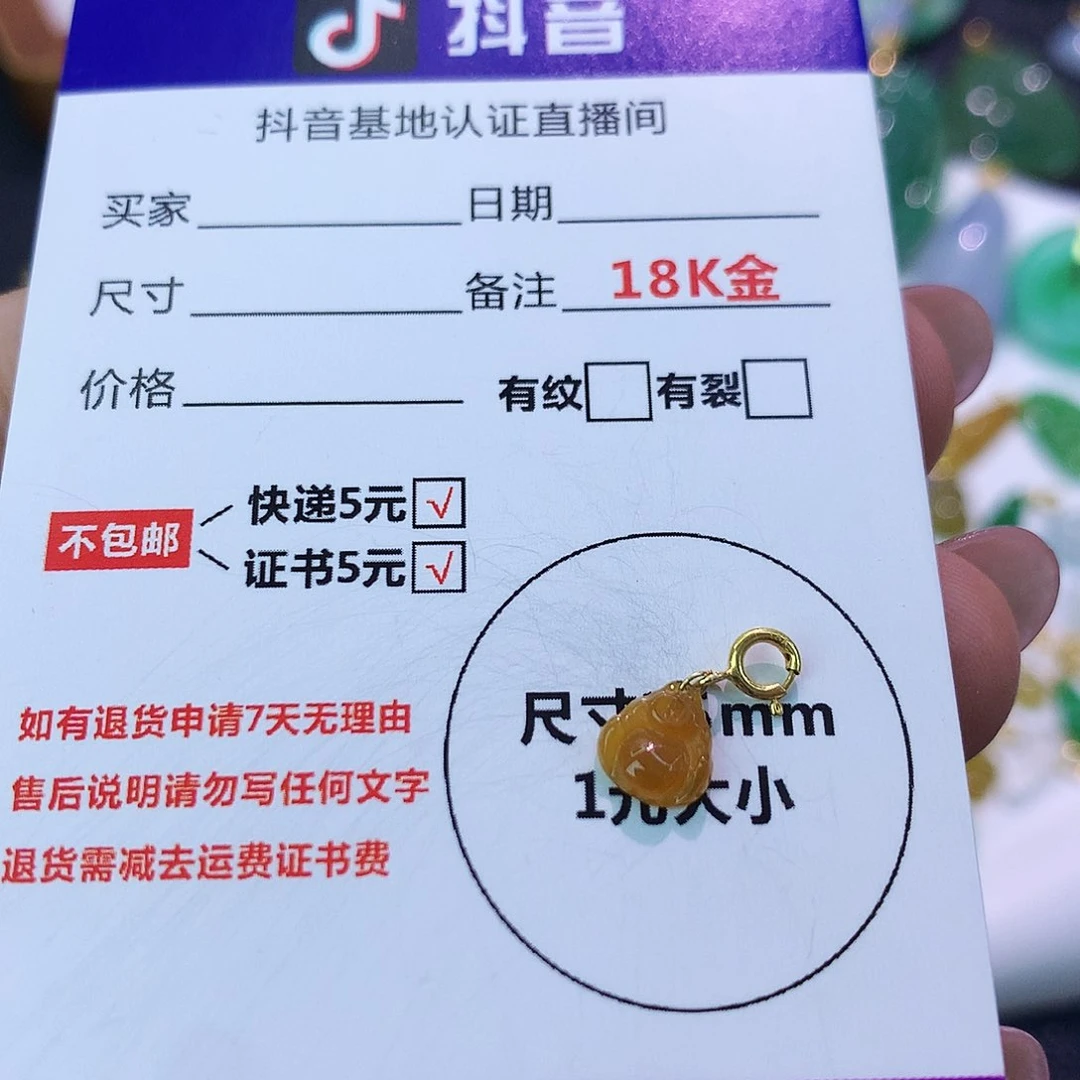 抖音
抖音基地认证直播间
买家 日期
尺寸 备注 18K金
价格 有纹 有裂
不包邮
快递5元 √
证书5元 √
如有退货申请7天无理由
售后说明请勿写任何文字
退货需减去运费证书费
尺寸 mm
1元大小